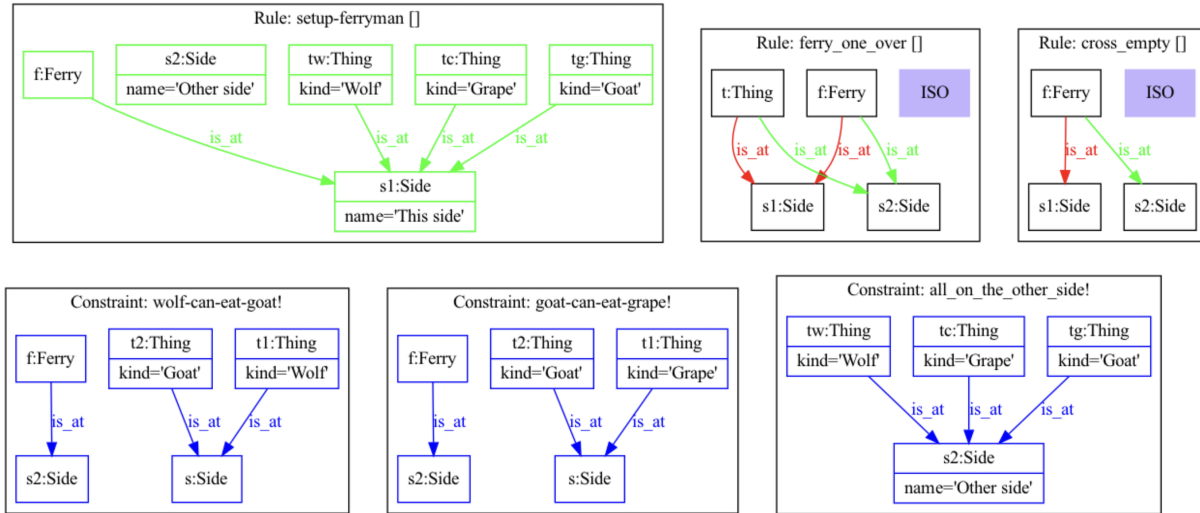 Rule: setup-ferryman []
f:Ferry
s2:Side
name='Other side'
tw:Thing
kind='Wolf'
tc:Thing
kind='Grape'
tg:Thing
kind='Goat'
is_at
is_at
is_at
is_at
s1:Side
name='This side'
Rule: ferry_one_over []
t:Thing
f:Ferry
ISO
is_at
is_at
is_at
is_at
s1:Side
s2:Side
Rule: cross_empty []
f:Ferry
ISO
is_at
is_at
s1:Side
s2:Side
Constraint: wolf-can-eat-goat!
f:Ferry
t2:Thing
kind='Goat'
t1:Thing
kind='Wolf'
is_at
is_at
is_at
s2:Side
s:Side
Constraint: goat-can-eat-grape!
f:Ferry
t2:Thing
kind='Goat'
t1:Thing
kind='Grape'
is_at
is_at
is_at
s2:Side
s:Side
Constraint: all_on_the_other_side!
tw:Thing
kind='Wolf'
tc:Thing
kind='Grape'
tg:Thing
kind='Goat'
is_at
is_at
is_at
s2:Side
name='Other side'